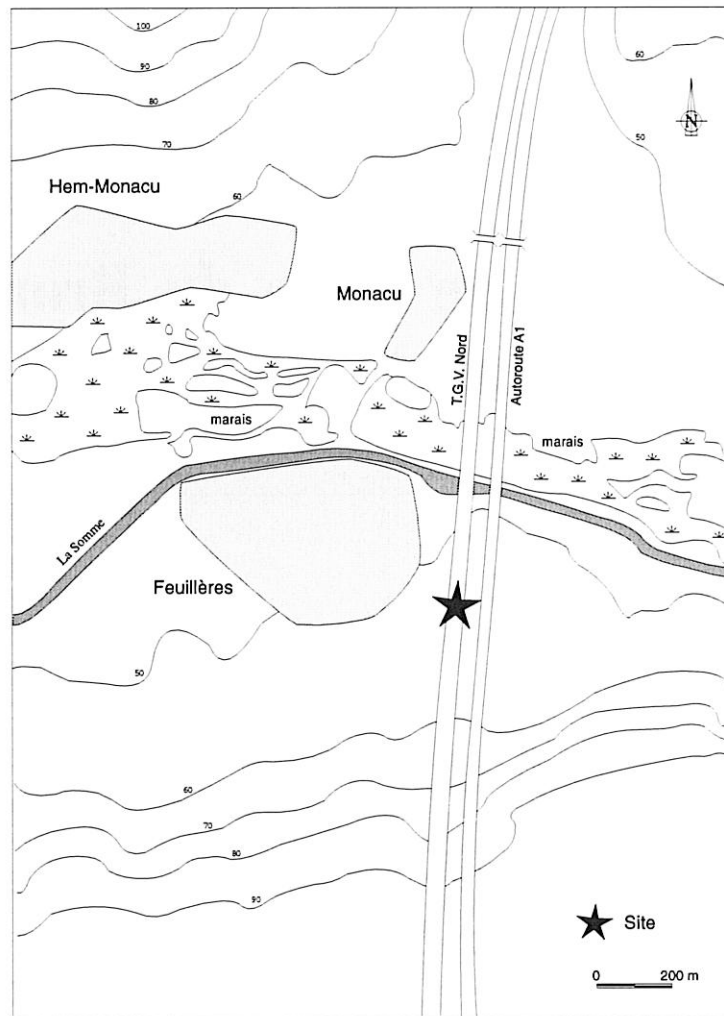 100
90
80
70
60
60
50
N
Hem-Monacu
Monacu
T.G.V. Nord
Autoroute A1
marais
marais
La Somme
Feuillères
50
60
70
80
90
Site
0 200 m